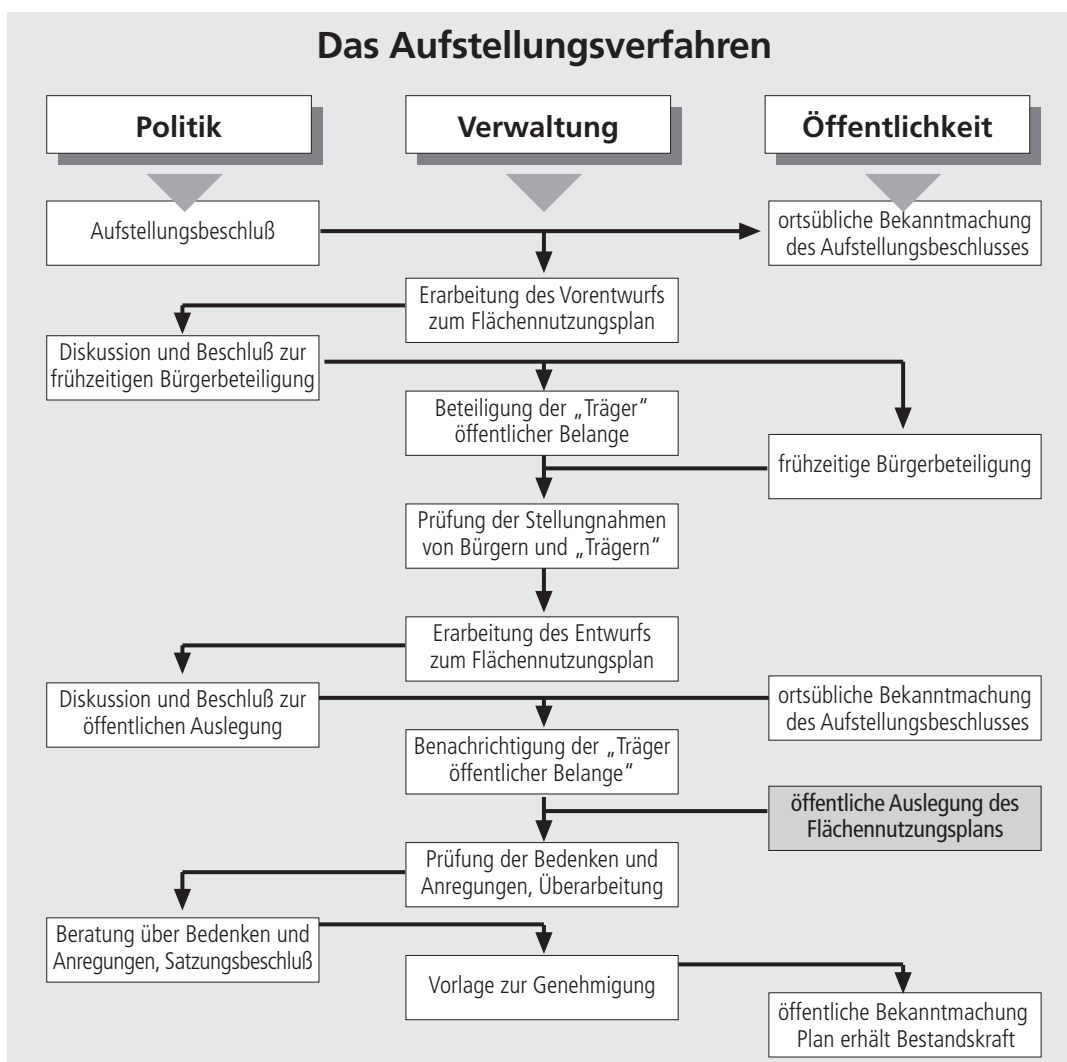 Das Aufstellungsverfahren
Politik
Verwaltung
Öffentlichkeit
Aufstellungsbeschluß
ortsübliche Bekanntmachung
des Aufstellungsbeschlusses
Erarbeitung des Vorentwurfs
zum Flächennutzungsplan
Diskussion und Beschluß zur
frühzeitigen Bürgerbeteiligung
Beteiligung der „Träger“
öffentlicher Belange
frühzeitige Bürgerbeteiligung
Prüfung der Stellungnahmen
von Bürgern und „Trägern“
Erarbeitung des Entwurfs
zum Flächennutzungsplan
Diskussion und Beschluß zur
öffentlichen Auslegung
ortsübliche Bekanntmachung
des Aufstellungsbeschlusses
Benachrichtigung der „Träger
öffentlicher Belange“
öffentliche Auslegung des
Flächennutzungsplans
Prüfung der Bedenken und
Anregungen, Überarbeitung
Beratung über Bedenken und
Anregungen, Satzungsbeschluß
Vorlage zur Genehmigung
öffentliche Bekanntmachung
Plan erhält Bestandskraft